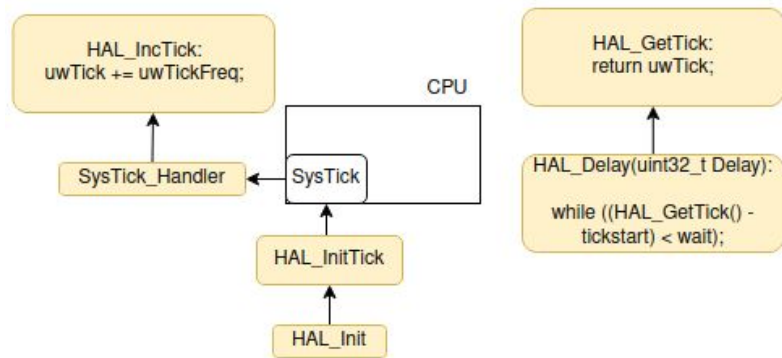 HAL_IncTick:
uwTick += uwTickFreq;
HAL_GetTick:
return uwTick;
CPU
SysTick_Handler
SysTick
HAL_Delay(uint32_t Delay):
while ((HAL_GetTick() -
tickstart) < wait);
HAL_InitTick
HAL_Init